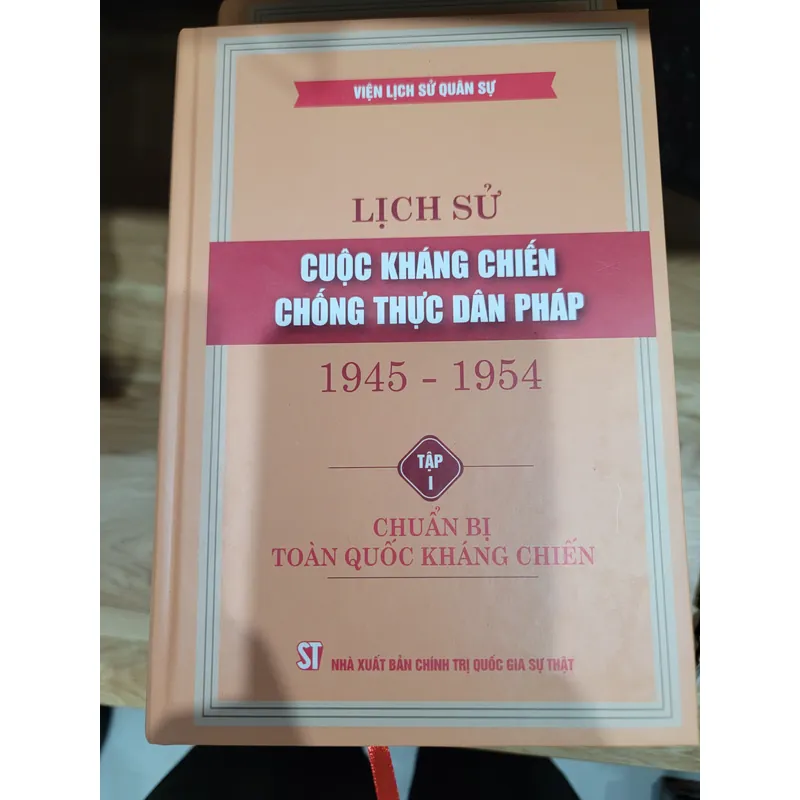 VIỆN LỊCH SỬ QUÂN SỰ
LỊCH SỬ
CUỘC KHÁNG CHIẾN
CHỐNG THỰC DÂN PHÁP
1945 - 1954
TẬP
I
CHUẨN BỊ
TOÀN QUỐC KHÁNG CHIẾN
ST NHÀ XUẤT BẢN CHÍNH TRỊ QUỐC GIA SỰ THẬT